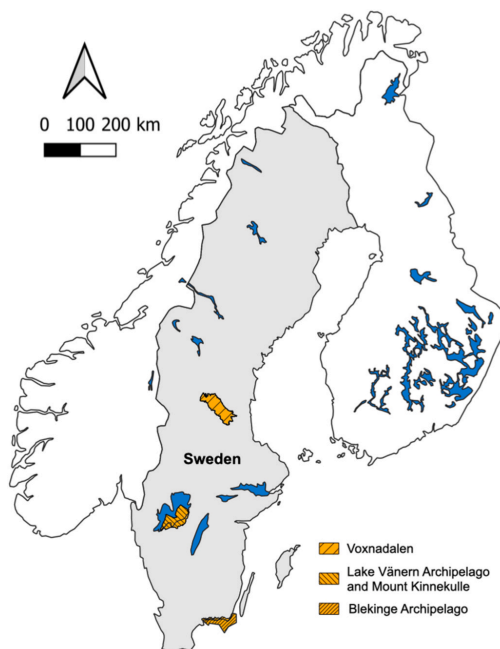 0 100 200 km
Sweden
Voxnadalen
Lake Vänern Archipelago
and Mount Kinnekulle
Blekinge Archipelago